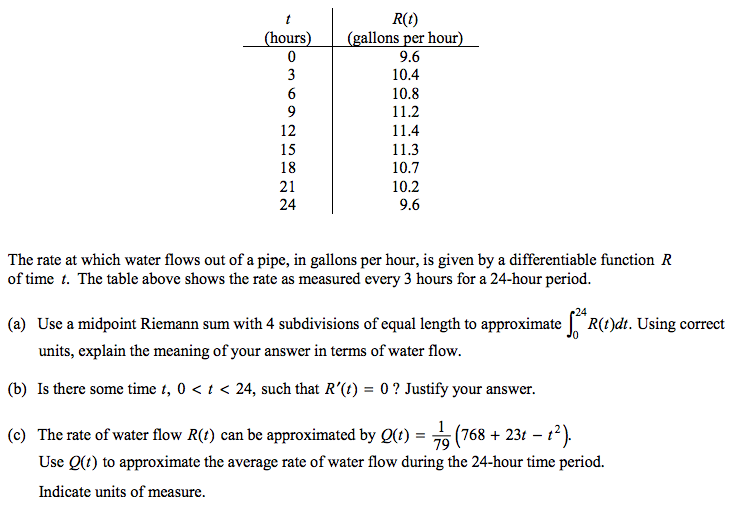 t R(t)
(hours) (gallons per hour)
0 9.6
3 10.4
6 10.8
9 11.2
12 11.4
15 11.3
18 10.7
21 10.2
24 9.6
The rate at which water flows out of a pipe, in gallons per hour, is given by a differentiable function R
of time t. The table above shows the rate as measured every 3 hours for a 24-hour period.
(a) Use a midpoint Riemann sum with 4 subdivisions of equal length to approximate ∫₀²⁴ R(t)dt. Using correct
units, explain the meaning of your answer in terms of water flow.
(b) Is there some time t, 0 < t < 24, such that R′(t) = 0 ? Justify your answer.
(c) The rate of water flow R(t) can be approximated by Q(t) = 1/79 (768 + 23t − t²).
Use Q(t) to approximate the average rate of water flow during the 24-hour time period.
Indicate units of measure.